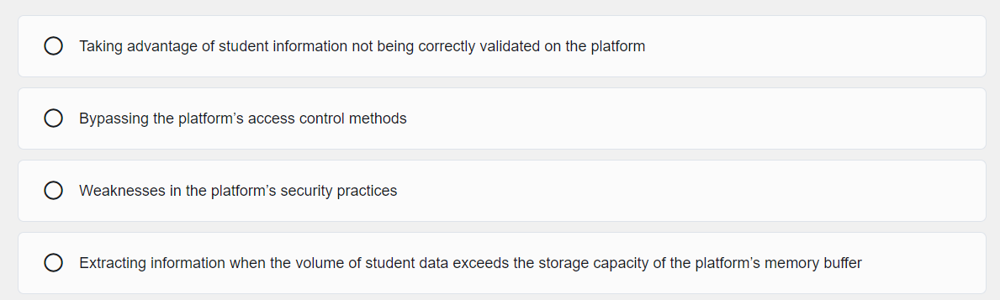 Taking advantage of student information not being correctly validated on the platform
Bypassing the platform’s access control methods
Weaknesses in the platform’s security practices
Extracting information when the volume of student data exceeds the storage capacity of the platform’s memory buffer